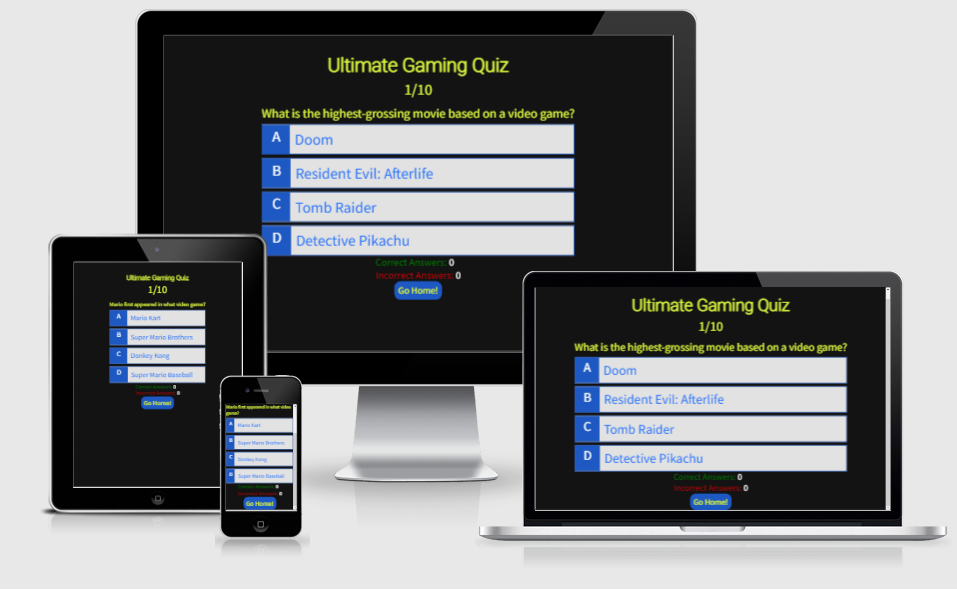 Ultimate Gaming Quiz
1/10
What is the highest-grossing movie based on a video game?
A Doom
B Resident Evil: Afterlife
C Tomb Raider
D Detective Pikachu
Correct Answers: 0
Incorrect Answers: 0
Go Home!
Ultimate Gaming Quiz
1/10
Mario first appeared in what video game?
A Mario Kart
B Super Mario Brothers
C Donkey Kong
D Super Mario Baseball
Correct Answers: 0
Incorrect Answers: 0
Go Home!
Mario first appeared in what video
game?
A Mario Kart
B Super Mario Brothers
C Donkey Kong
D Super Mario Baseball
Correct Answers: 0
Incorrect Answers: 0
Go Home!
Ultimate Gaming Quiz
1/10
What is the highest-grossing movie based on a video game?
A Doom
B Resident Evil: Afterlife
C Tomb Raider
D Detective Pikachu
Correct Answers: 0
Incorrect Answers: 0
Go Home!